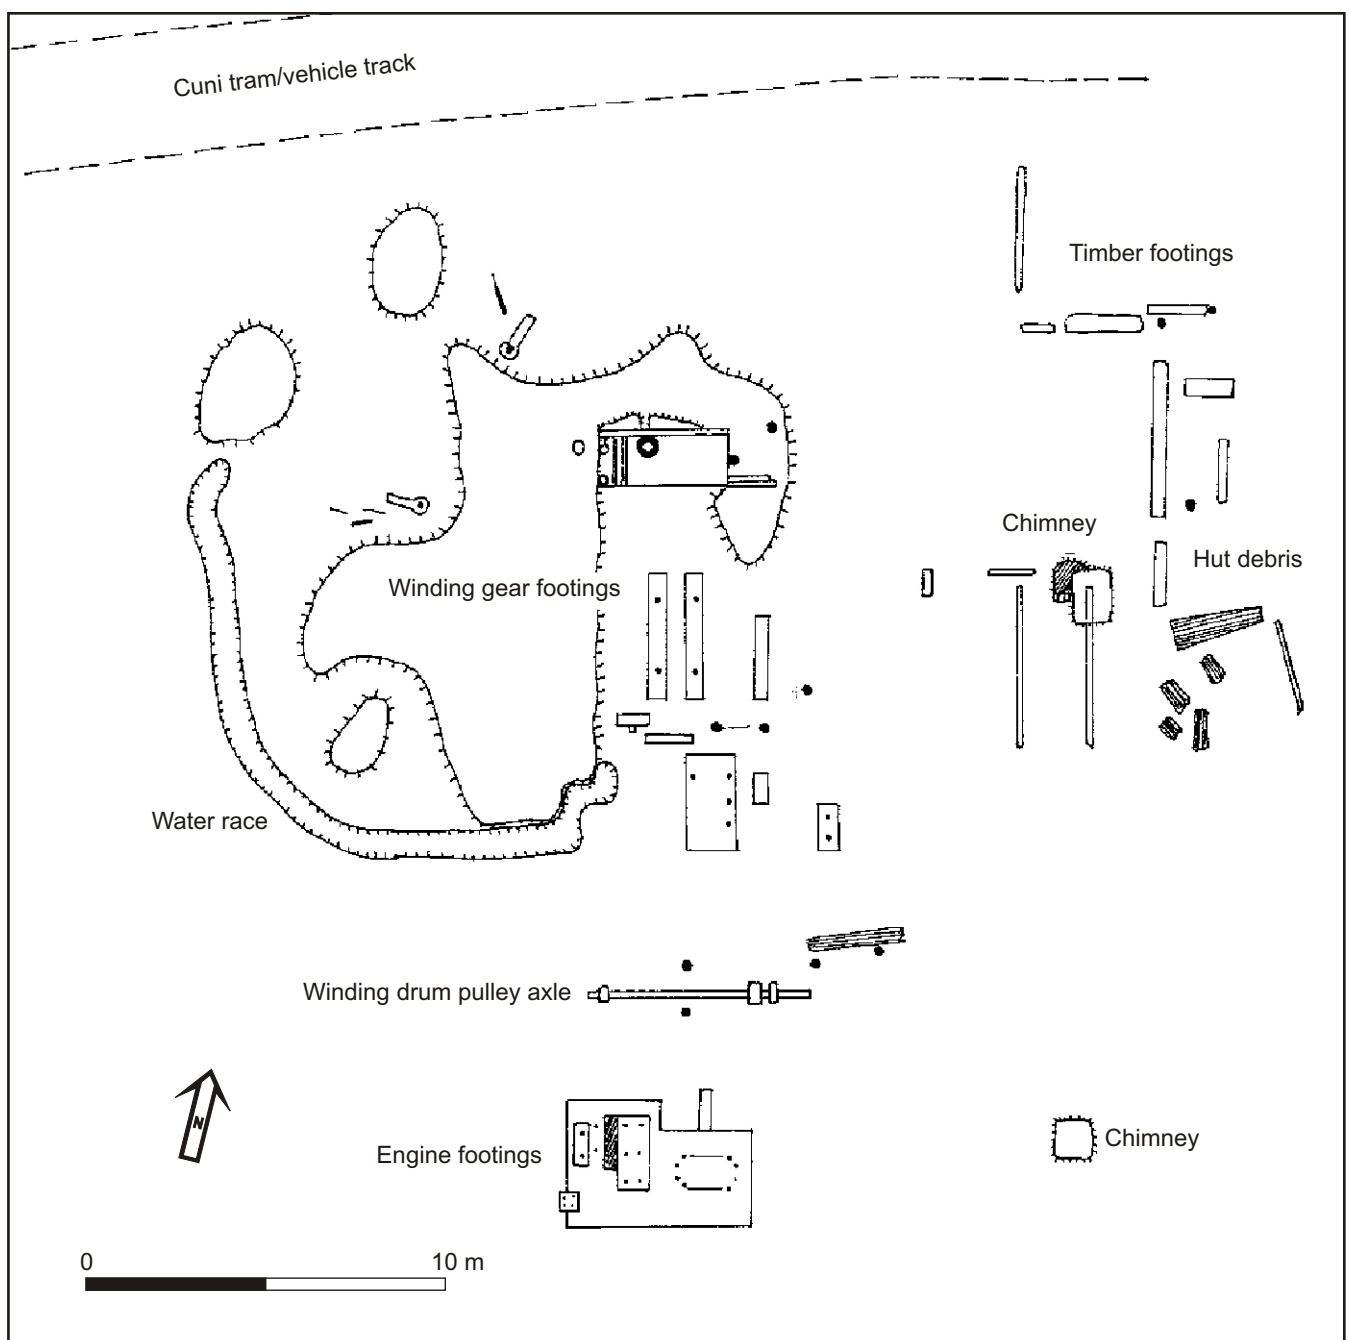 Cuni tram/vehicle track
Timber footings
Chimney
Hut debris
Winding gear footings
Water race
Winding drum pulley axle
N
Engine footings
Chimney
0 10 m